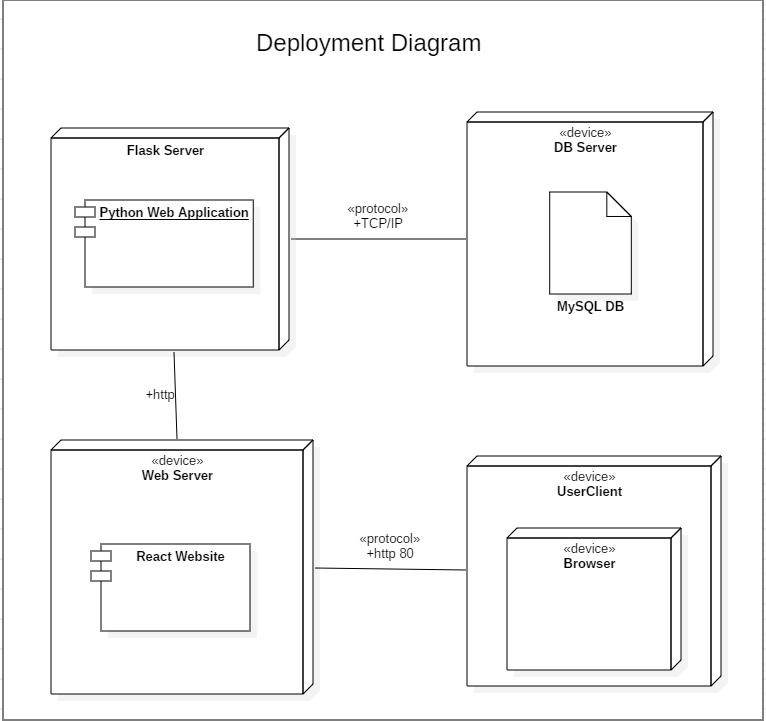 Deployment Diagram
Flask Server
Python Web Application
«protocol»
+TCP/IP
«device»
DB Server
MySQL DB
+http
«device»
Web Server
React Website
«protocol»
+http 80
«device»
UserClient
«device»
Browser